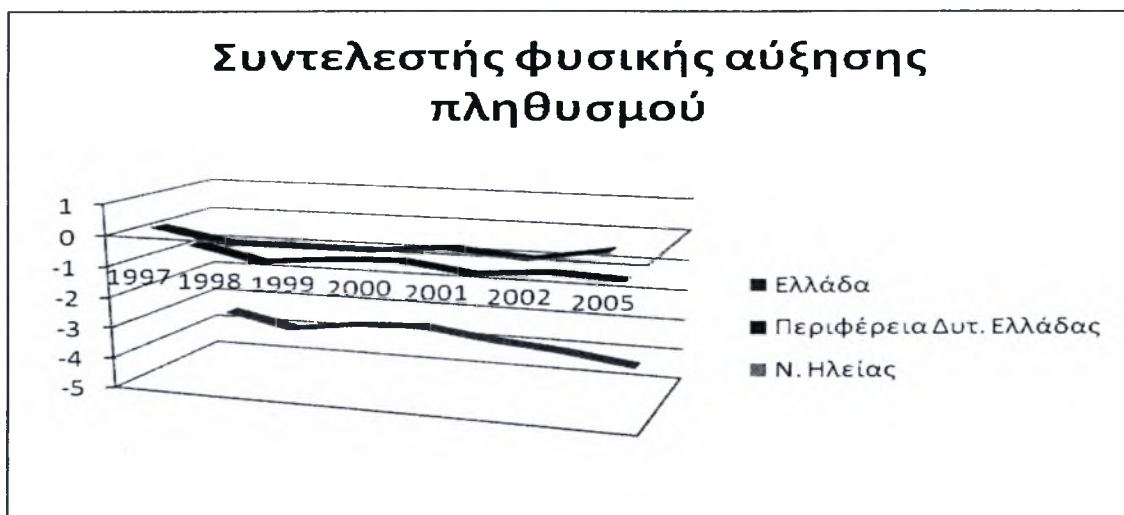 Συντελεστής φυσικής αύξησης
πληθυσμού
1
0
-1
-2
-3
-4
-5
1997 1998 1999 2000 2001 2002 2005
Ελλάδα
Περιφέρεια Δυτ. Ελλάδας
Ν. Ηλείας